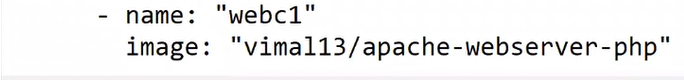 - name: "webc1"
image: "vimal13/apache-webserver-php"